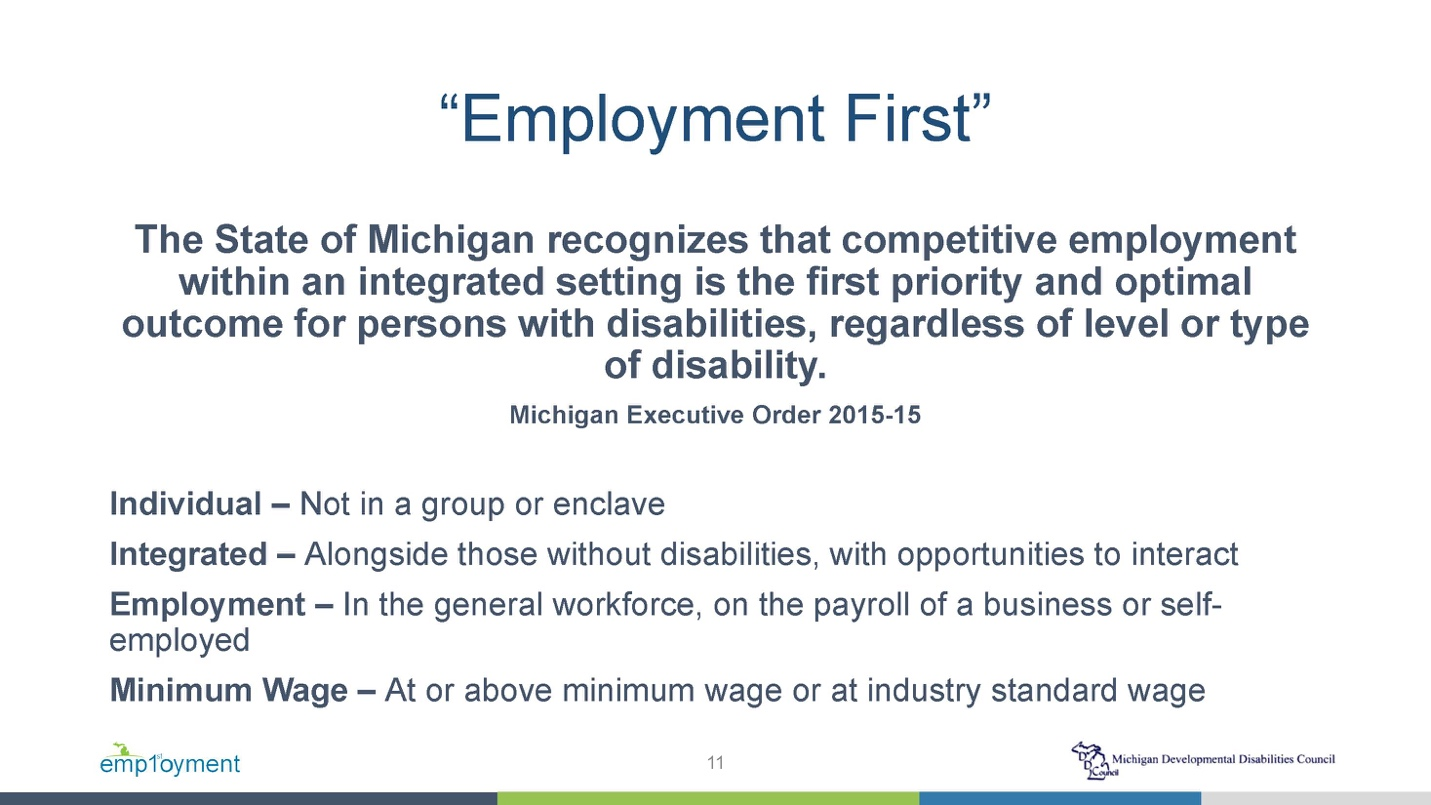 “Employment First”
The State of Michigan recognizes that competitive employment
within an integrated setting is the first priority and optimal
outcome for persons with disabilities, regardless of level or type
of disability.
Michigan Executive Order 2015-15
Individual – Not in a group or enclave
Integrated – Alongside those without disabilities, with opportunities to interact
Employment – In the general workforce, on the payroll of a business or self-
employed
Minimum Wage – At or above minimum wage or at industry standard wage
emp1stoyment
11
DD Council
Michigan Developmental Disabilities Council